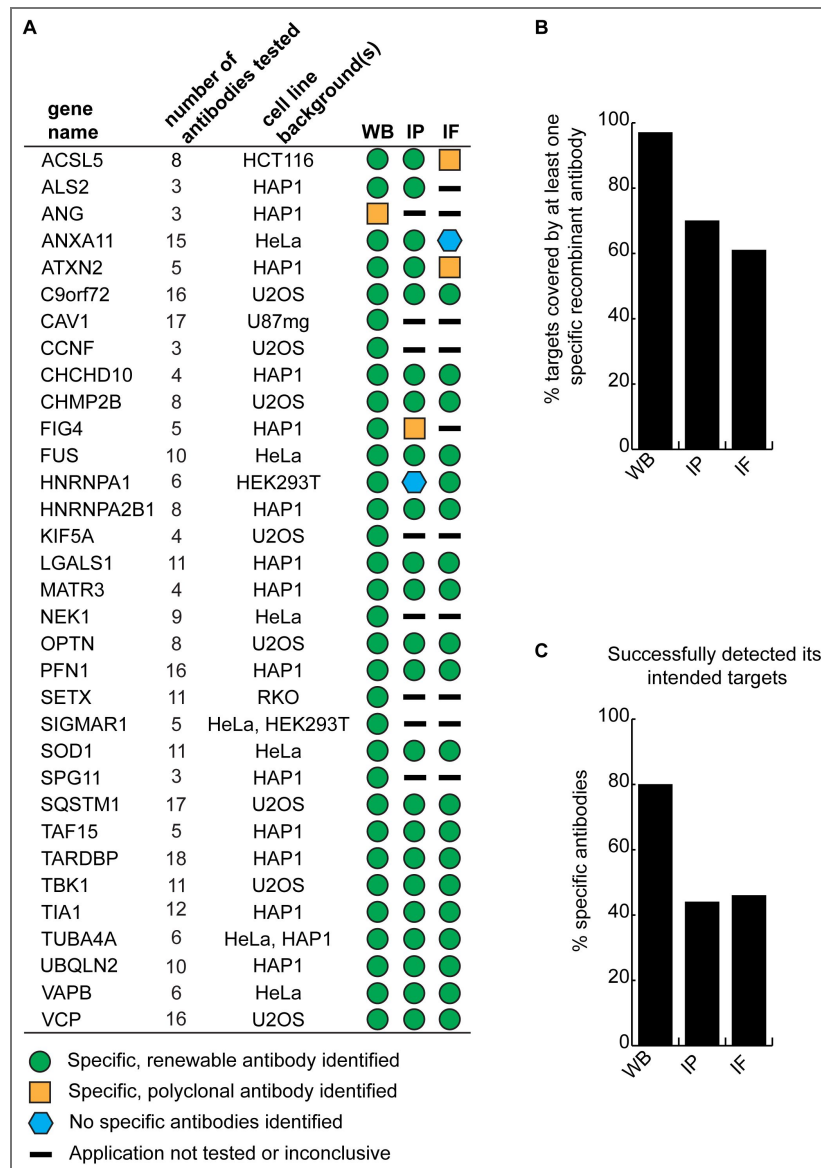 A
number of
antibodies tested
cell line
background(s)
gene
name
WB IP IF
ACSL5 8 HCT116
ALS2 3 HAP1
ANG 3 HAP1
ANXA11 15 HeLa
ATXN2 5 HAP1
C9orf72 16 U2OS
CAV1 17 U87mg
CCNF 3 U2OS
CHCHD10 4 HAP1
CHMP2B 8 U2OS
FIG4 5 HAP1
FUS 10 HeLa
HNRNPA1 6 HEK293T
HNRNPA2B1 8 HAP1
KIF5A 4 U2OS
LGALS1 11 HAP1
MATR3 4 HAP1
NEK1 9 HeLa
OPTN 8 U2OS
PFN1 16 HAP1
SETX 11 RKO
SIGMAR1 5 HeLa, HEK293T
SOD1 11 HeLa
SPG11 3 HAP1
SQSTM1 17 U2OS
TAF15 5 HAP1
TARDBP 18 HAP1
TBK1 11 U2OS
TIA1 12 HAP1
TUBA4A 6 HeLa, HAP1
UBQLN2 10 HAP1
VAPB 6 HeLa
VCP 16 U2OS
Specific, renewable antibody identified
Specific, polyclonal antibody identified
No specific antibodies identified
Application not tested or inconclusive
B
% targets covered by at least one
specific recombinant antibody
100
80
60
40
20
0
WB IP IF
C
Successfully detected its
intended targets
% specific antibodies
100
80
60
40
20
0
WB IP IF